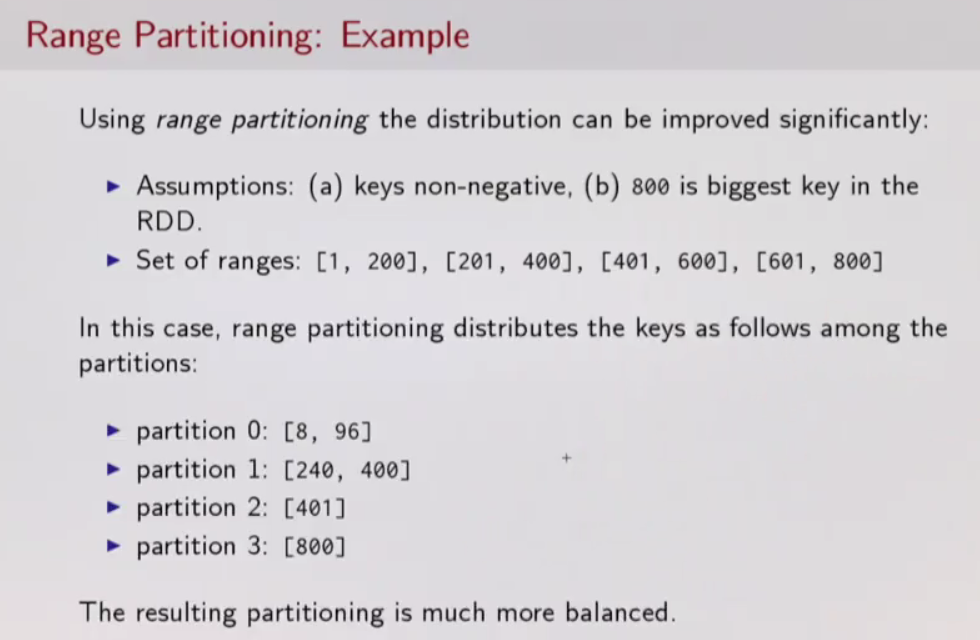 Range Partitioning: Example
Using range partitioning the distribution can be improved significantly:
▶ Assumptions: (a) keys non-negative, (b) 800 is biggest key in the
RDD.
▶ Set of ranges: [1, 200], [201, 400], [401, 600], [601, 800]
In this case, range partitioning distributes the keys as follows among the
partitions:
▶ partition 0: [8, 96]
▶ partition 1: [240, 400]
▶ partition 2: [401]
▶ partition 3: [800]
The resulting partitioning is much more balanced.